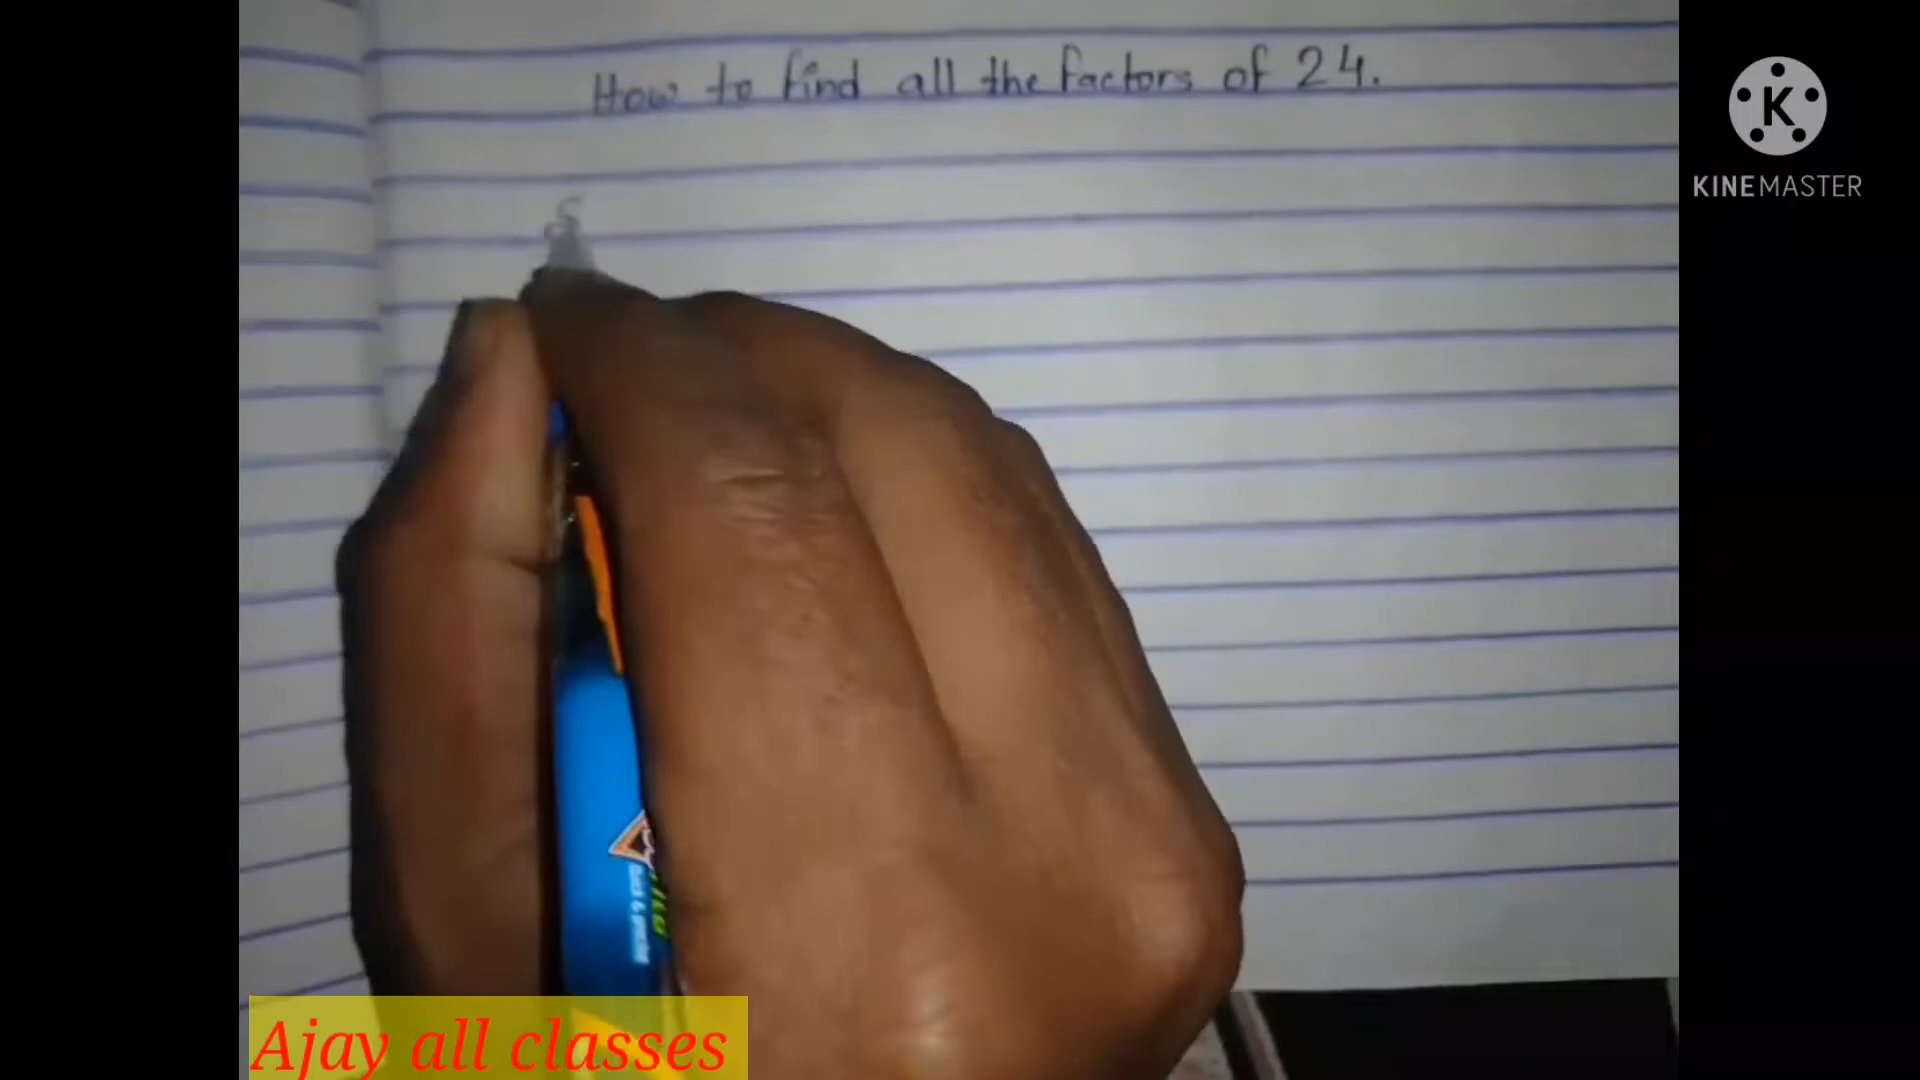 How to find all the factors of 24.
S
KINEMASTER
Ajay all classes